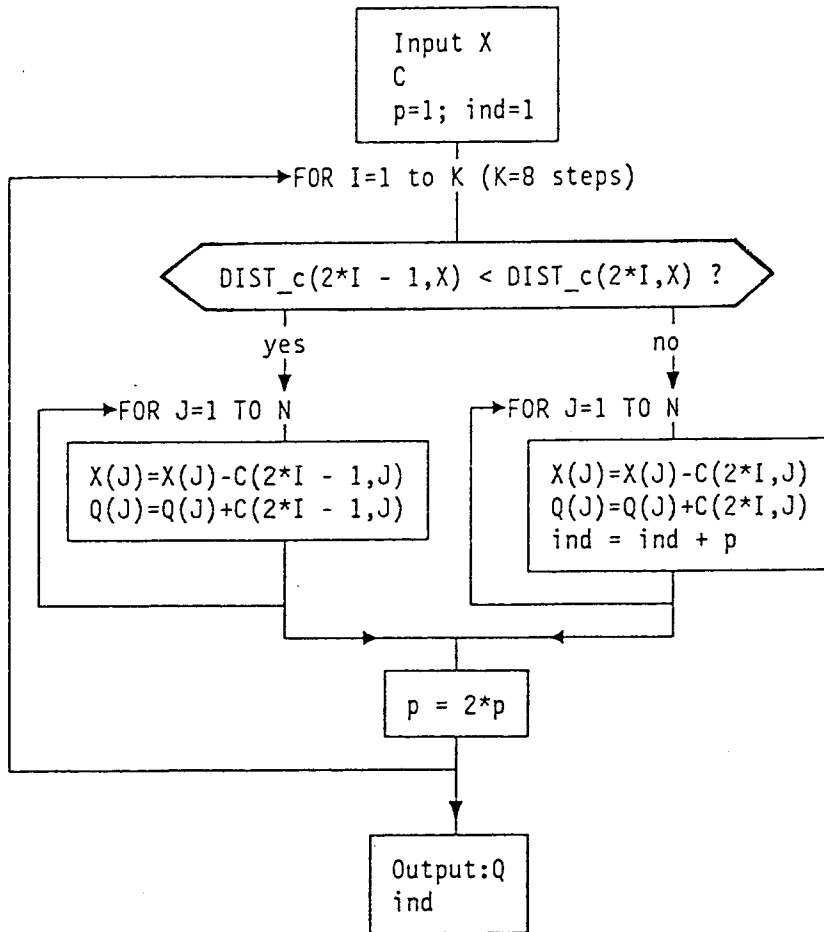 Input X
C
p=1; ind=1
FOR I=1 to K (K=8 steps)
DIST_c(2*I - 1,X) < DIST_c(2*I,X) ?
yes
no
FOR J=1 TO N
FOR J=1 TO N
X(J)=X(J)-C(2*I - 1,J)
Q(J)=Q(J)+C(2*I - 1,J)
X(J)=X(J)-C(2*I,J)
Q(J)=Q(J)+C(2*I,J)
ind = ind + p
p = 2*p
Output:Q
ind